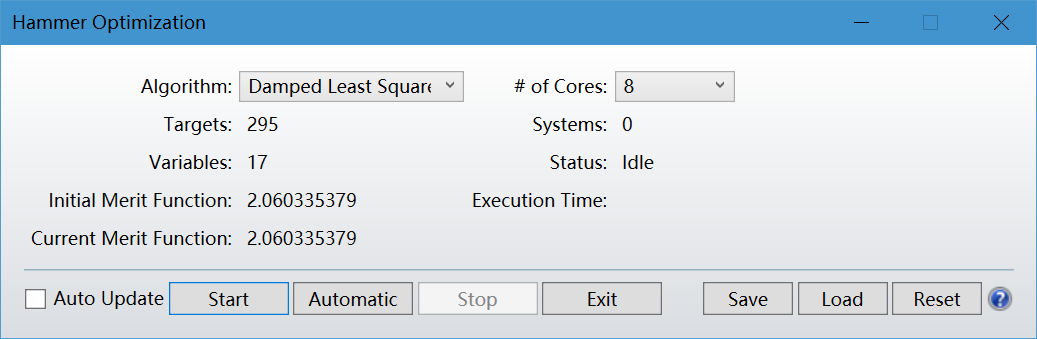 Hammer Optimization
Algorithm: Damped Least Square # of Cores: 8
Targets: 295 Systems: 0
Variables: 17 Status: Idle
Initial Merit Function: 2.060335379 Execution Time:
Current Merit Function: 2.060335379
Auto Update Start Automatic Stop Exit Save Load Reset ?